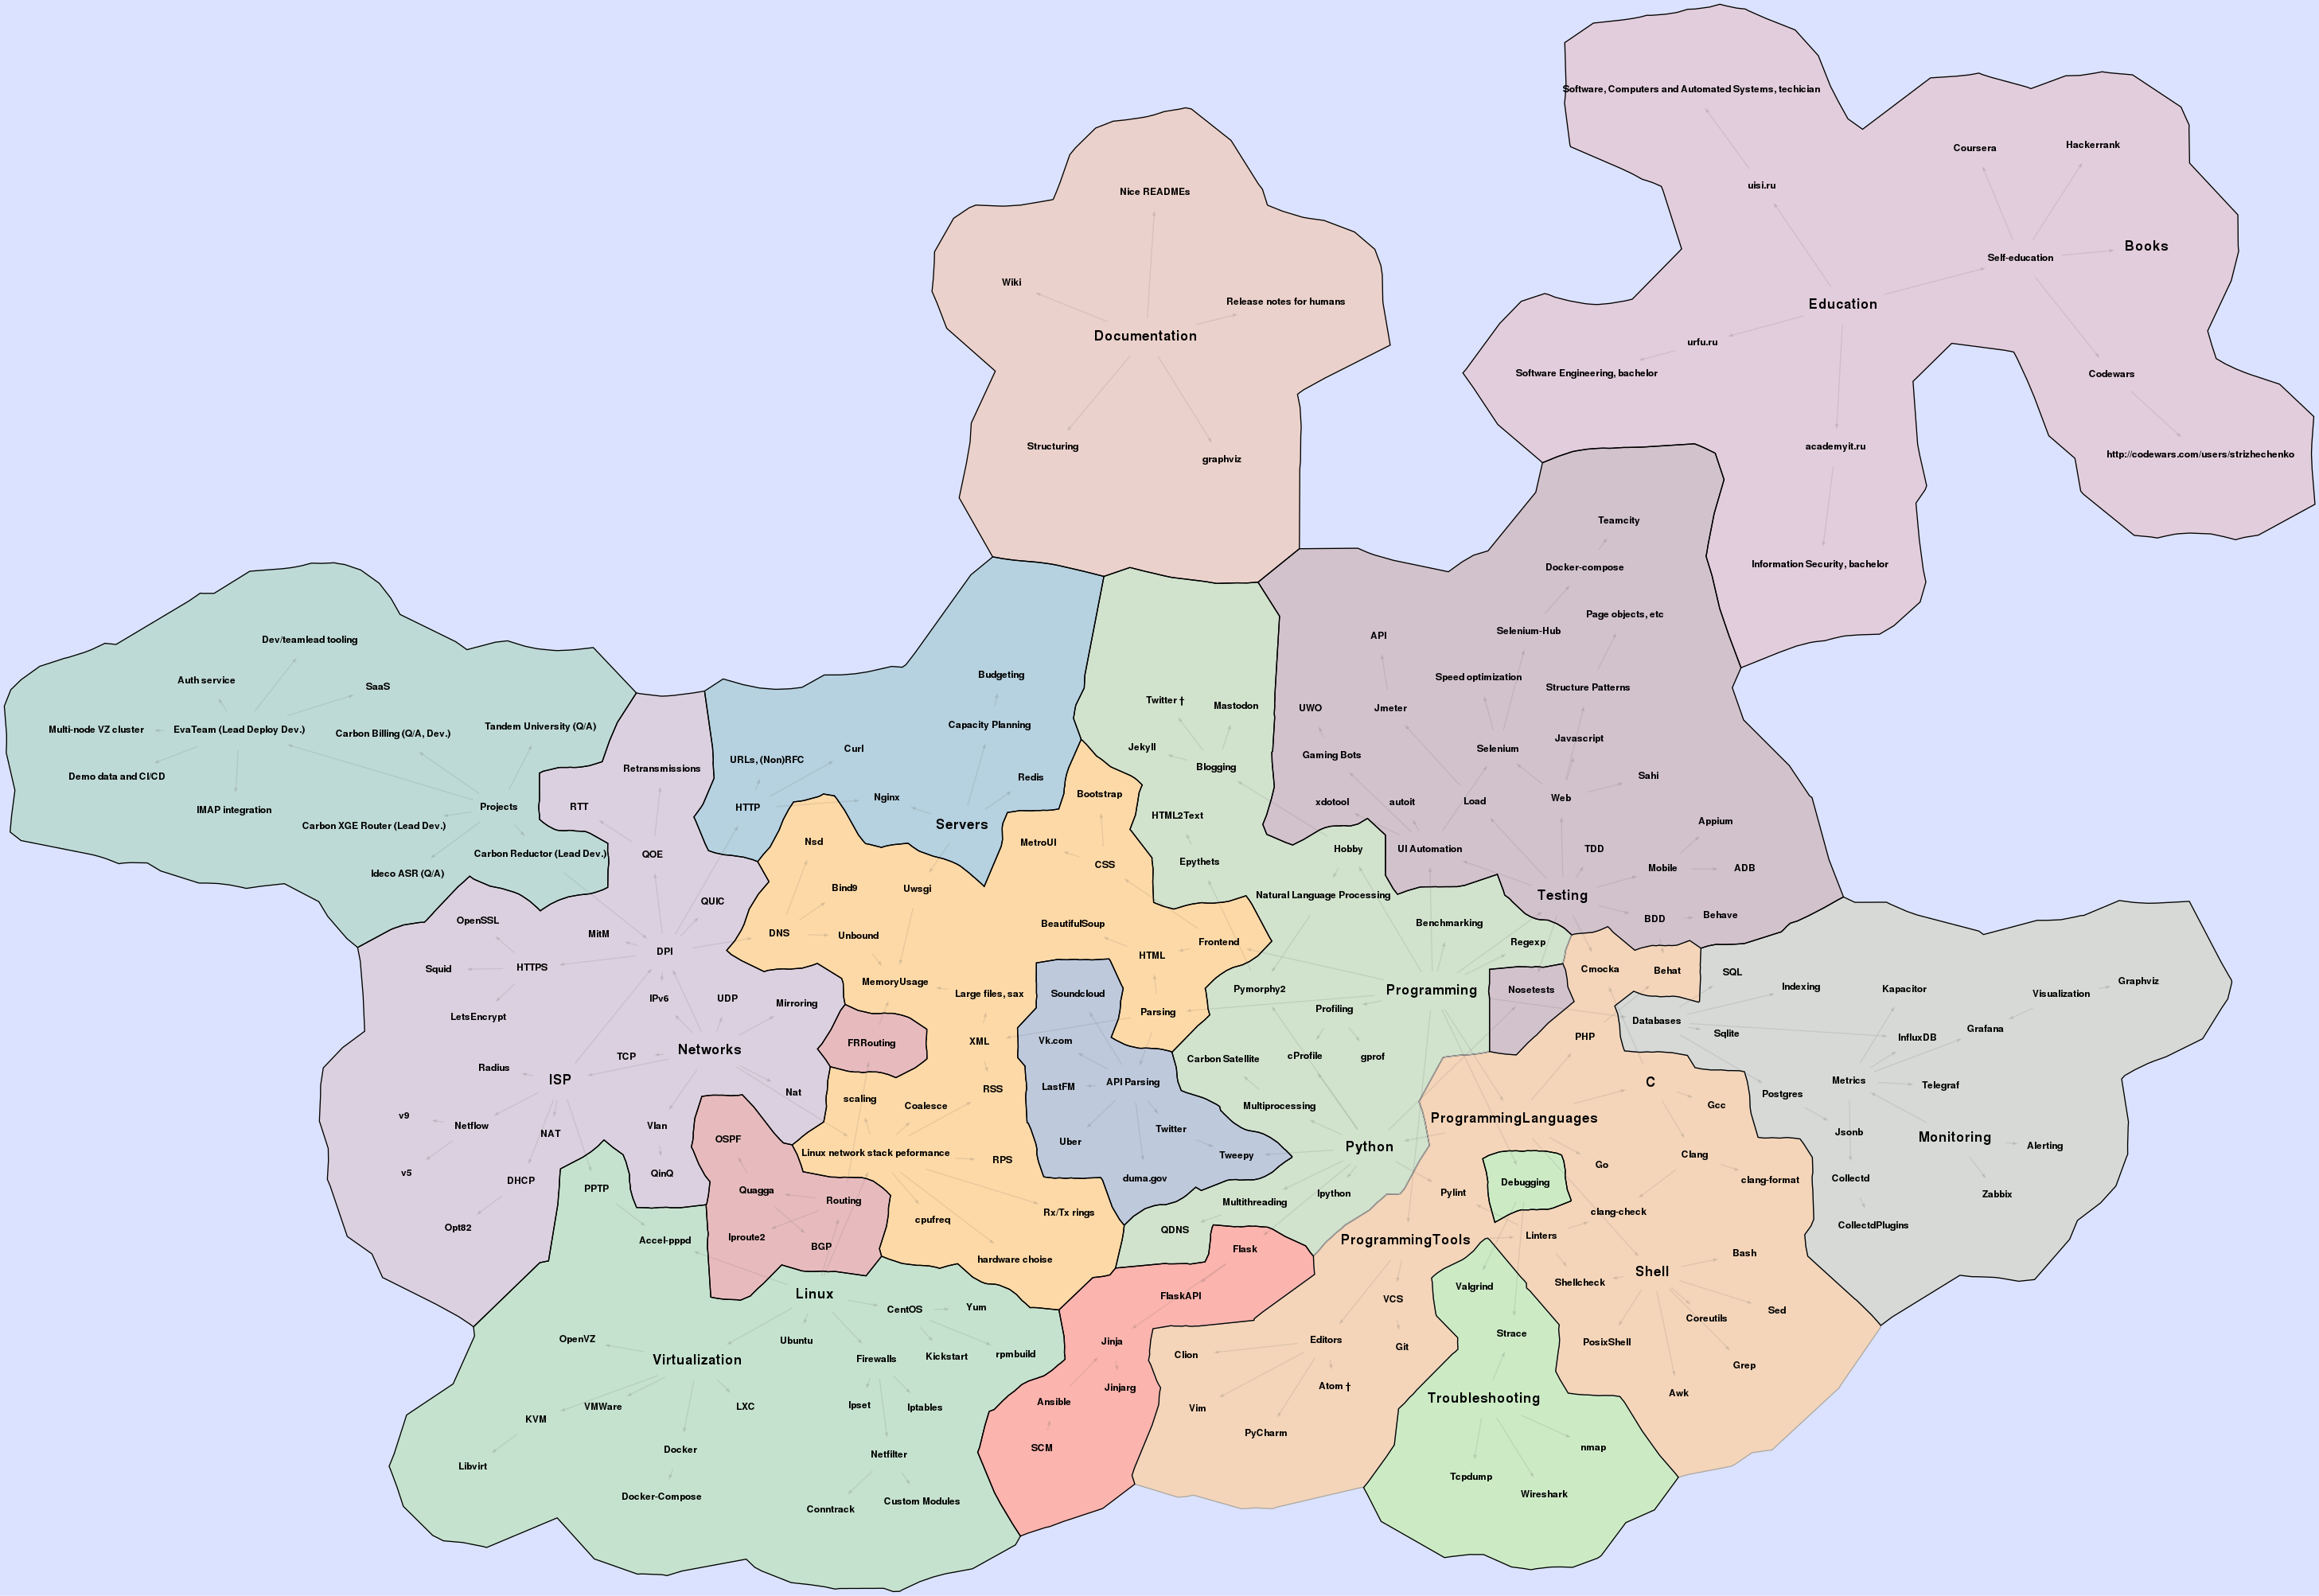 Software, Computers and Automated Systems, techician
Coursera
Hackerrank
uisi.ru
Books
Self-education
Education
urfu.ru
Software Engineering, bachelor
Codewars
academyit.ru
http://codewars.com/users/strizhechenko
Information Security, bachelor
Nice READMEs
Wiki
Release notes for humans
Documentation
Structuring
graphviz
Dev/teamlead tooling
Auth service
SaaS
Multi-node VZ cluster
EvaTeam (Lead Deploy Dev.)
Carbon Billing (Q/A, Dev.)
Tandem University (Q/A)
Demo data and CI/CD
IMAP integration
Projects
Carbon XGE Router (Lead Dev.)
Carbon Reductor (Lead Dev.)
Ideco ASR (Q/A)
Budgeting
Capacity Planning
Curl
URLs, (Non)RFC
Redis
Nginx
HTTP
Servers
Twitter †
Mastodon
Jekyll
Blogging
HTML2Text
Epythets
Hobby
Natural Language Processing
Benchmarking
Regexp
Programming
Pymorphy2
Profiling
Carbon Satellite
cProfile
gprof
Multiprocessing
Python
Multithreading
Ipython
QDNS
Teamcity
Docker-compose
Page objects, etc
Selenium-Hub
API
Speed optimization
Structure Patterns
UWO
Jmeter
Javascript
Selenium
Gaming Bots
Sahi
Web
xdotool
autoit
Load
Appium
UI Automation
TDD
Mobile
ADB
Testing
BDD
Behave
Nosetests
Retransmissions
RTT
QOE
QUIC
OpenSSL
MitM
DPI
Squid
HTTPS
IPv6
UDP
Mirroring
LetsEncrypt
Networks
TCP
Radius
ISP
Nat
v9
Netflow
NAT
Vlan
v5
DHCP
QinQ
Opt82
PPTP
Nsd
Bind9
Uwsgi
DNS
Unbound
MemoryUsage
Large files, sax
Bootstrap
MetroUI
CSS
BeautifulSoup
Frontend
HTML
Parsing
XML
RSS
scaling
Coalesce
Linux network stack peformance
RPS
cpufreq
Rx/Tx rings
hardware choise
FRRouting
OSPF
Quagga
Routing
Iproute2
BGP
Soundcloud
Vk.com
LastFM
API Parsing
Uber
Twitter
Tweepy
duma.gov
Cmocka
Behat
PHP
C
Gcc
ProgrammingLanguages
Go
Clang
clang-format
Pylint
clang-check
Linters
ProgrammingTools
Shell
Bash
Shellcheck
VCS
Coreutils
Sed
PosixShell
Git
Editors
Clion
Grep
Atom †
Awk
Vim
PyCharm
Debugging
Valgrind
Strace
Troubleshooting
nmap
Tcpdump
Wireshark
SQL
Indexing
Kapacitor
Visualization
Graphviz
Databases
Sqlite
InfluxDB
Grafana
Metrics
Telegraf
Postgres
Jsonb
Monitoring
Alerting
Collectd
Zabbix
CollectdPlugins
Accel-pppd
Linux
CentOS
Yum
OpenVZ
Ubuntu
Virtualization
Firewalls
Kickstart
rpmbuild
VMWare
LXC
Ipset
Iptables
KVM
Docker
Netfilter
Libvirt
Docker-Compose
Conntrack
Custom Modules
Flask
FlaskAPI
Jinja
Jinjarg
Ansible
SCM